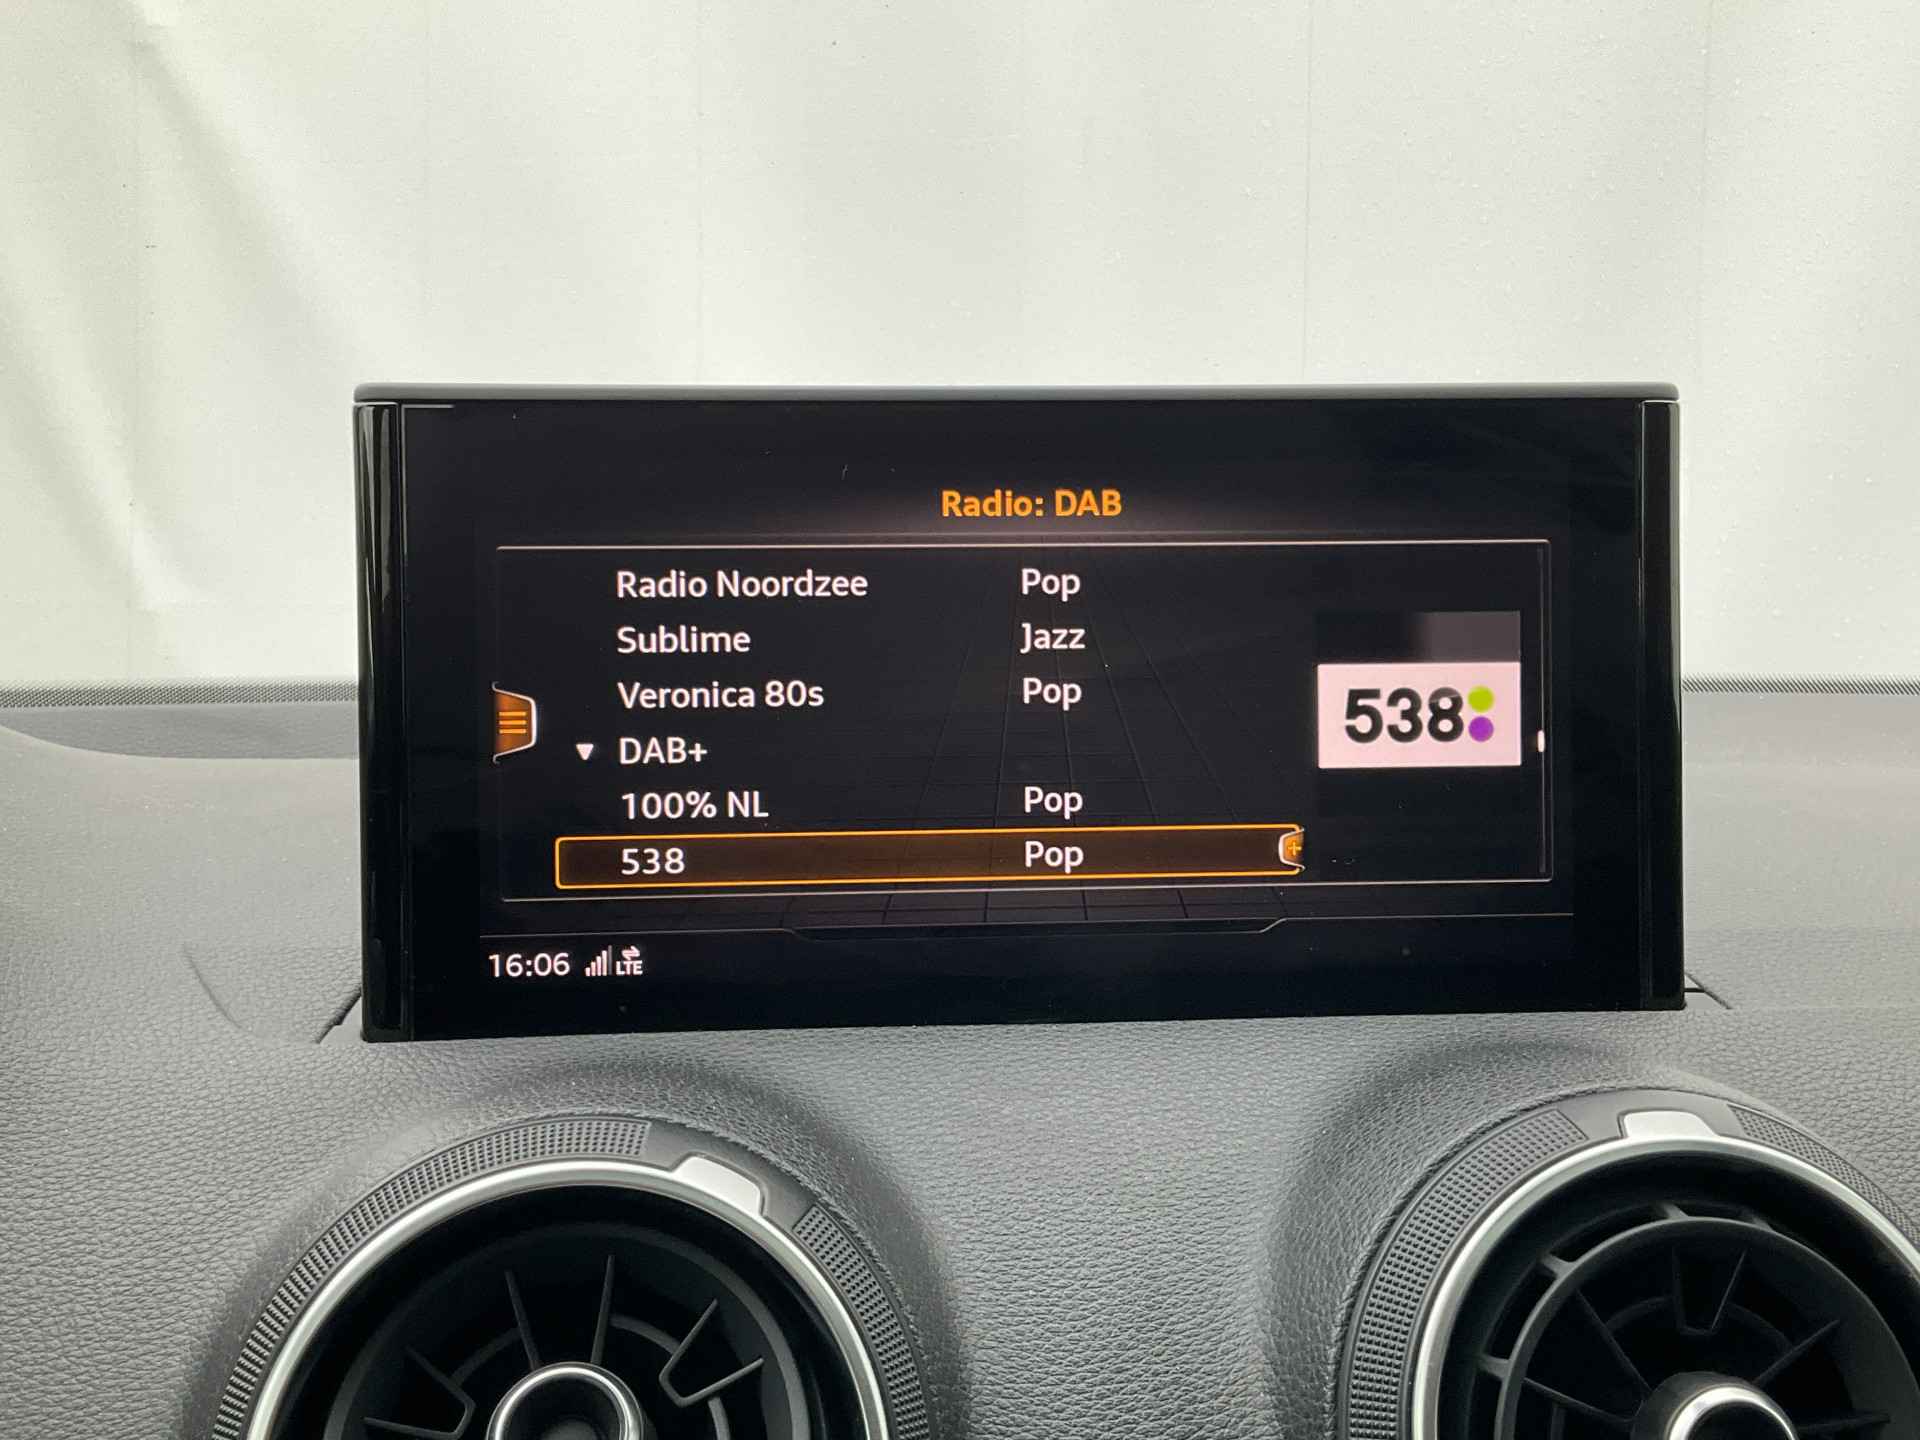 Radio: DAB
Radio Noordzee Pop
Sublime Jazz
Veronica 80s Pop
538
DAB+
100% NL Pop
538 Pop
16:06 LTE